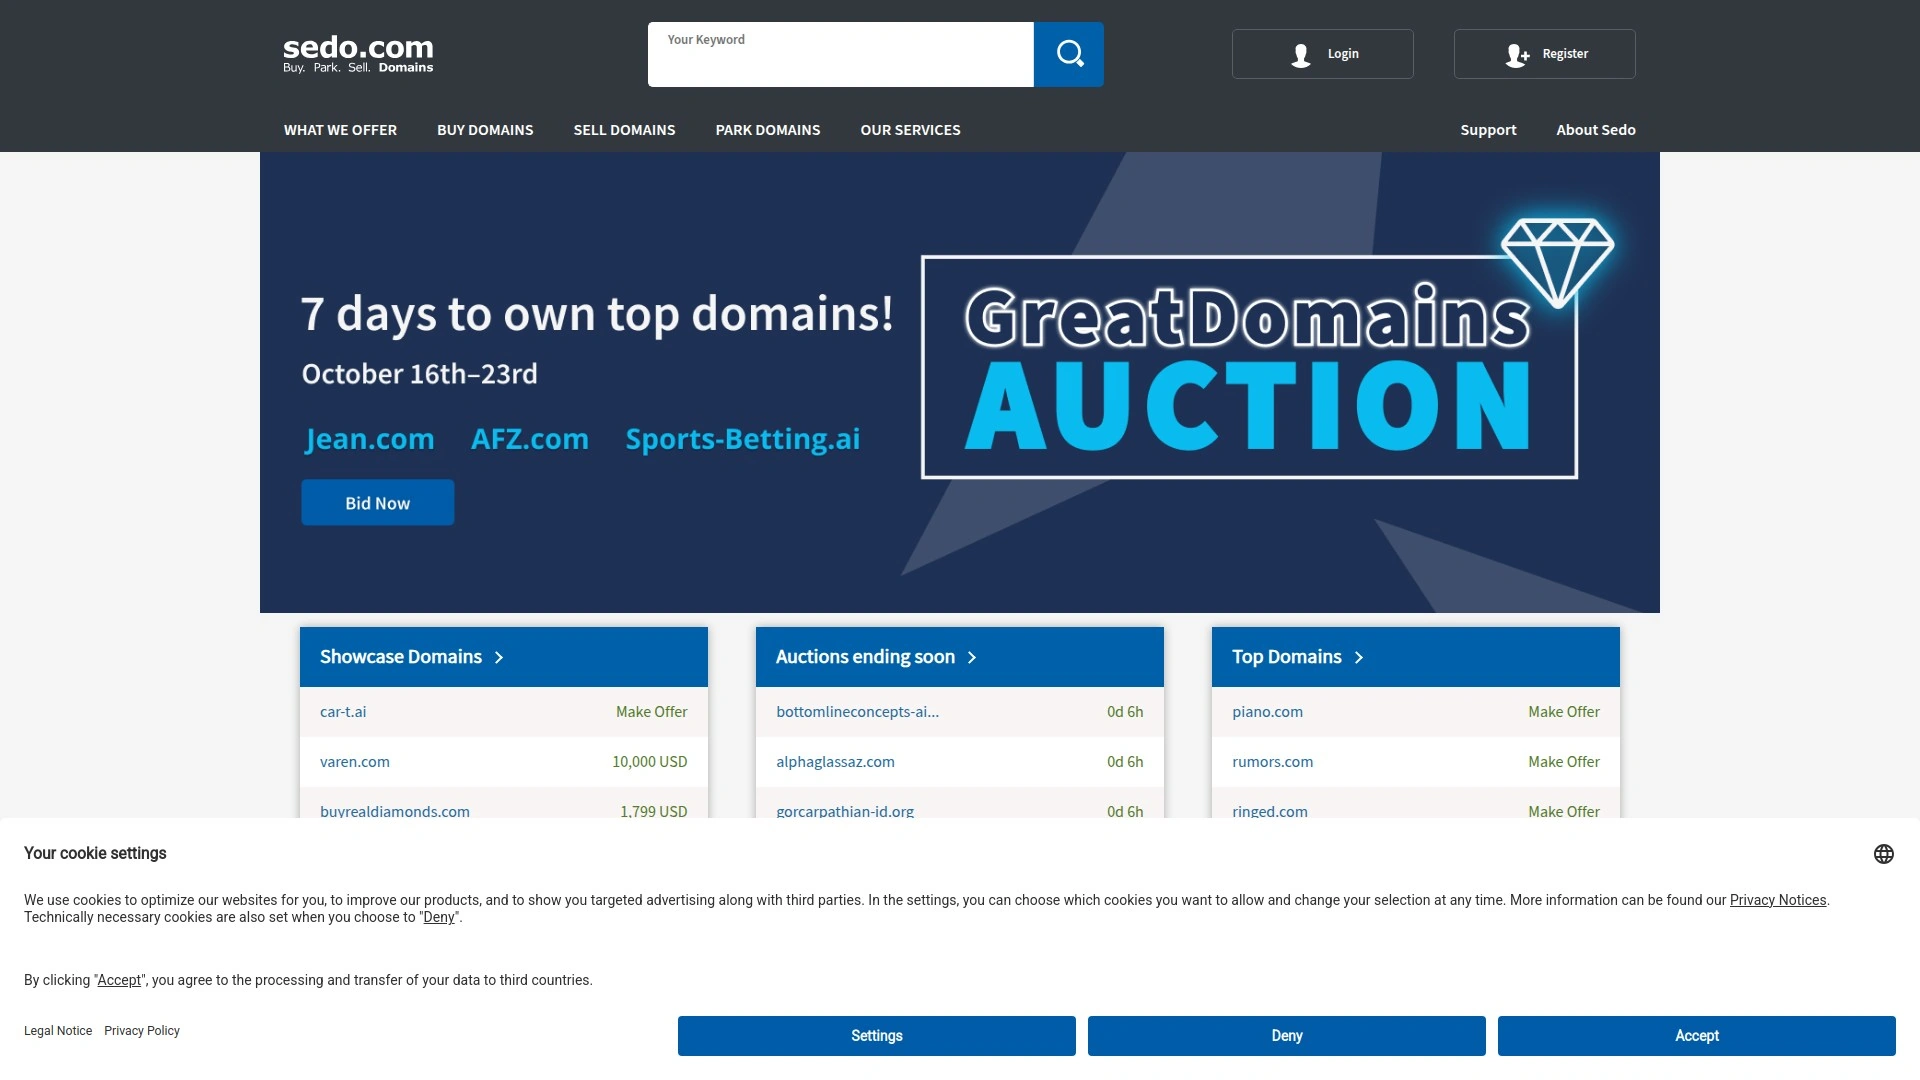 sedo.com
Buy. Park. Sell. Domains
Your Keyword
Login
Register
WHAT WE OFFER
BUY DOMAINS
SELL DOMAINS
PARK DOMAINS
OUR SERVICES
Support
About Sedo
7 days to own top domains!
October 16th–23rd
Jean.com AFZ.com Sports-Betting.ai
Bid Now
GreatDomains
AUCTION
Showcase Domains
car-t.ai Make Offer
varen.com 10,000 USD
buyrealdiamonds.com 1,799 USD
Auctions ending soon
bottomlineconcepts-ai... 0d 6h
alphaglassaz.com 0d 6h
gorcarpathian-id.org 0d 6h
Top Domains
piano.com Make Offer
rumors.com Make Offer
ringed.com Make Offer
Your cookie settings
We use cookies to optimize our websites for you, to improve our products, and to show you targeted advertising along with third parties. In the settings, you can choose which cookies you want to allow and change your selection at any time. More information can be found our Privacy Notices.
Technically necessary cookies are also set when you choose to "Deny".
By clicking "Accept", you agree to the processing and transfer of your data to third countries.
Legal Notice Privacy Policy
Settings
Deny
Accept